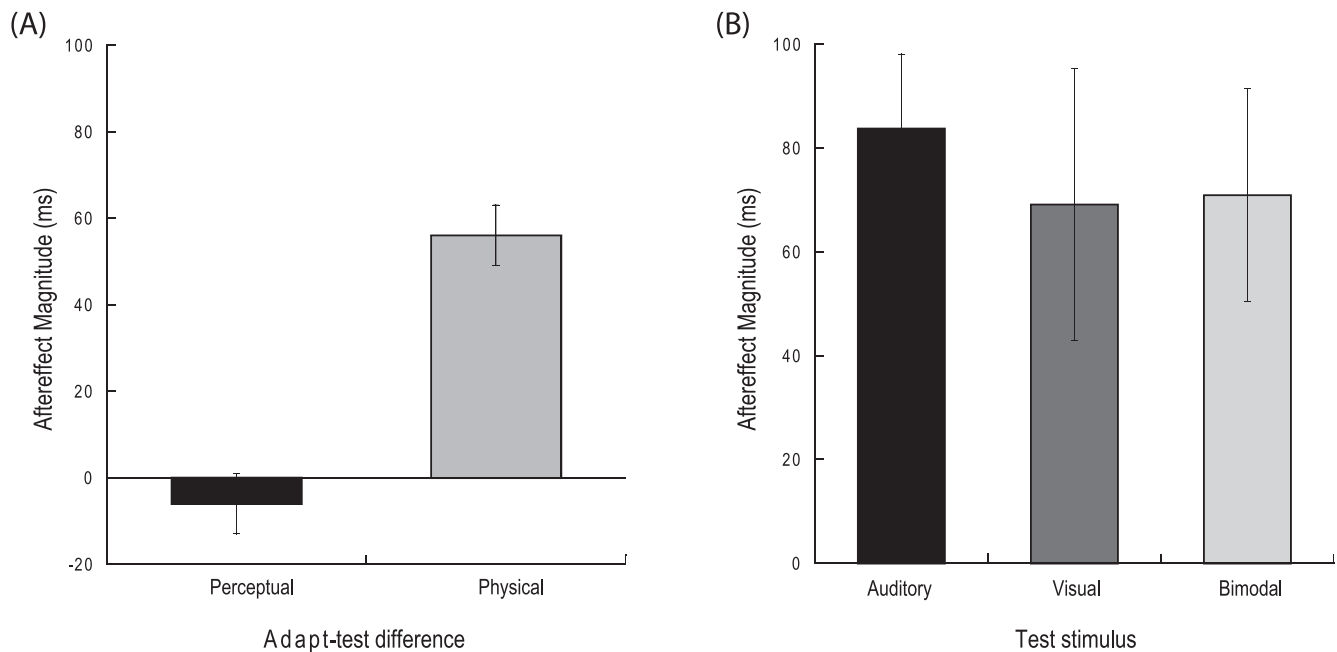 (A)
100
80
60
40
20
0
-20
Aftereffect Magnitude (ms)
Perceptual
Physical
Adapt-test difference
(B)
100
80
60
40
20
0
Aftereffect Magnitude (ms)
Auditory
Visual
Bimodal
Test stimulus